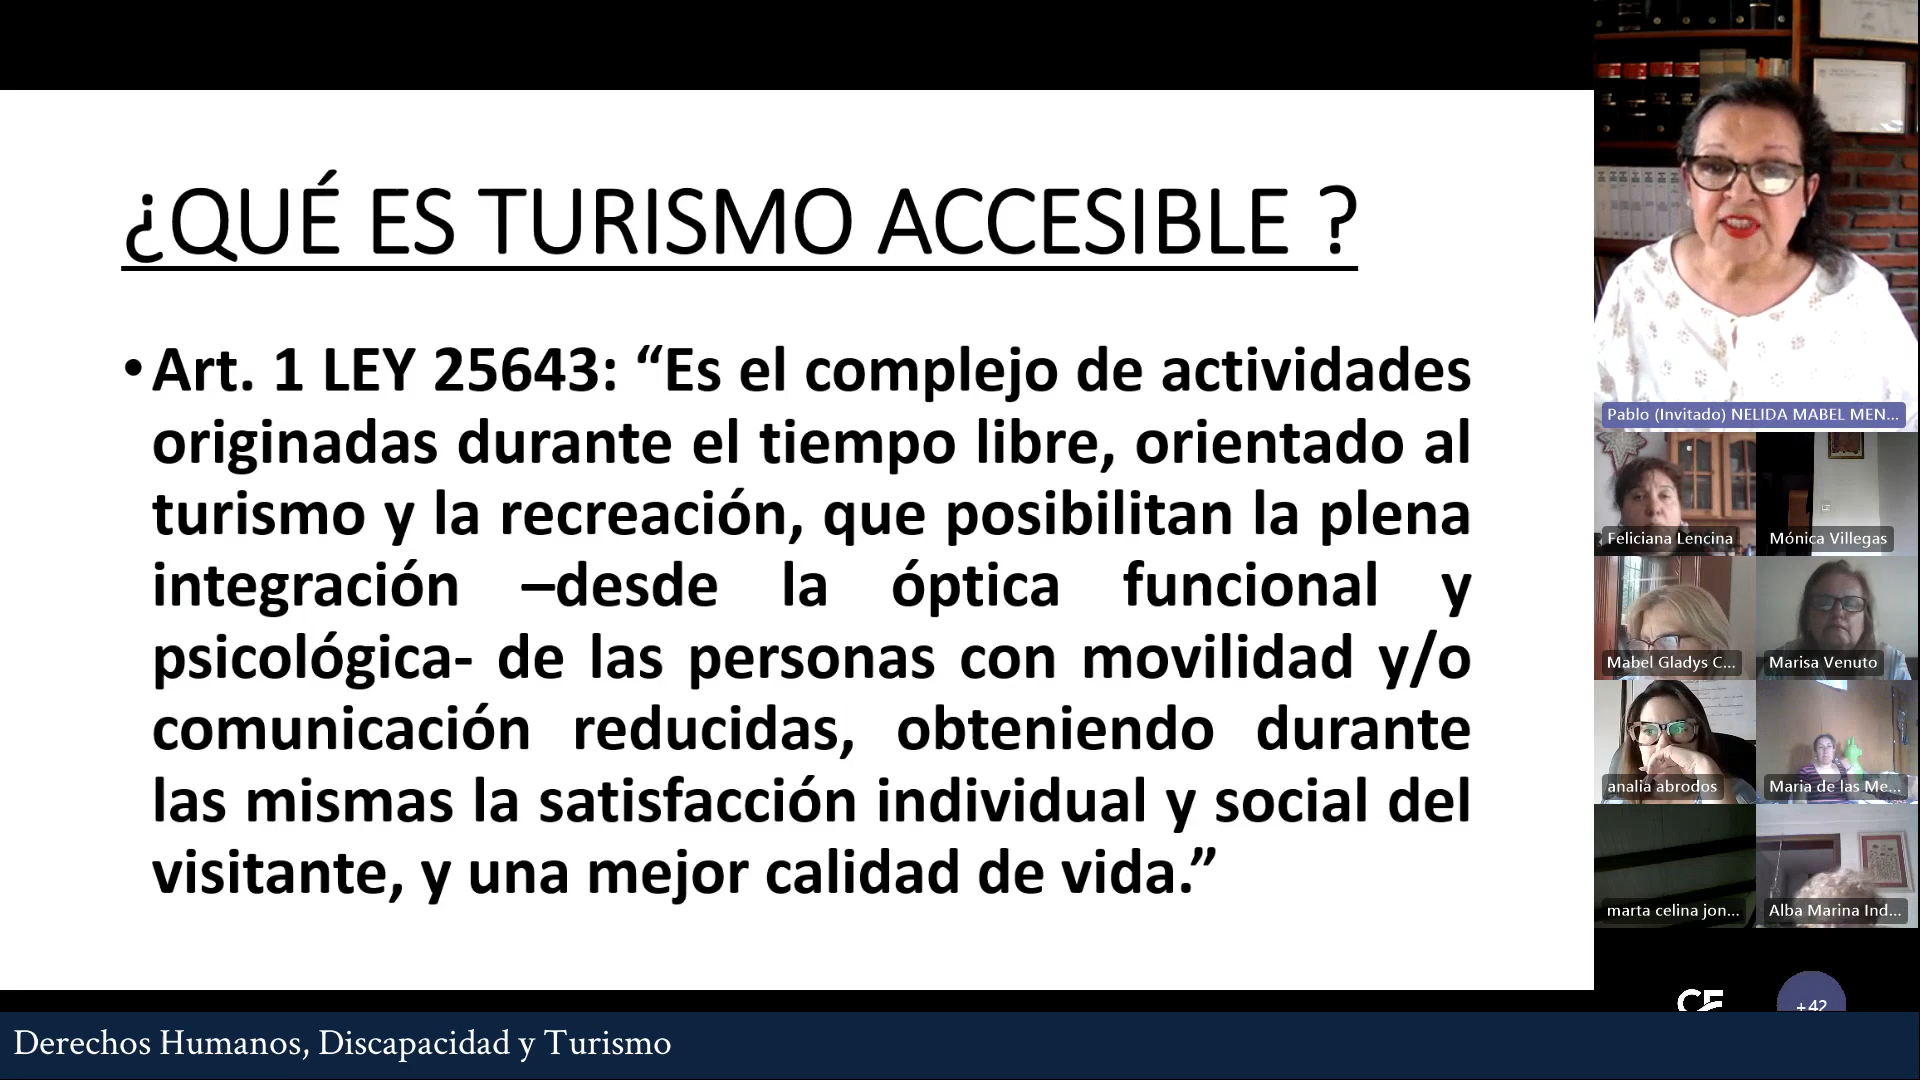 ¿QUÉ ES TURISMO ACCESIBLE ?
• Art. 1 LEY 25643: “Es el complejo de actividades
originadas durante el tiempo libre, orientado al
turismo y la recreación, que posibilitan la plena
integración –desde la óptica funcional y
psicológica- de las personas con movilidad y/o
comunicación reducidas, obteniendo durante
las mismas la satisfacción individual y social del
visitante, y una mejor calidad de vida.”
Pablo (Invitado) NELIDA MABEL MEN...
Feliciana Lencina
Mónica Villegas
Mabel Gladys C...
Marisa Venuto
analia abrodos
Maria de las Me...
marta celina jon...
Alba Marina Ind...
+42
Derechos Humanos, Discapacidad y Turismo